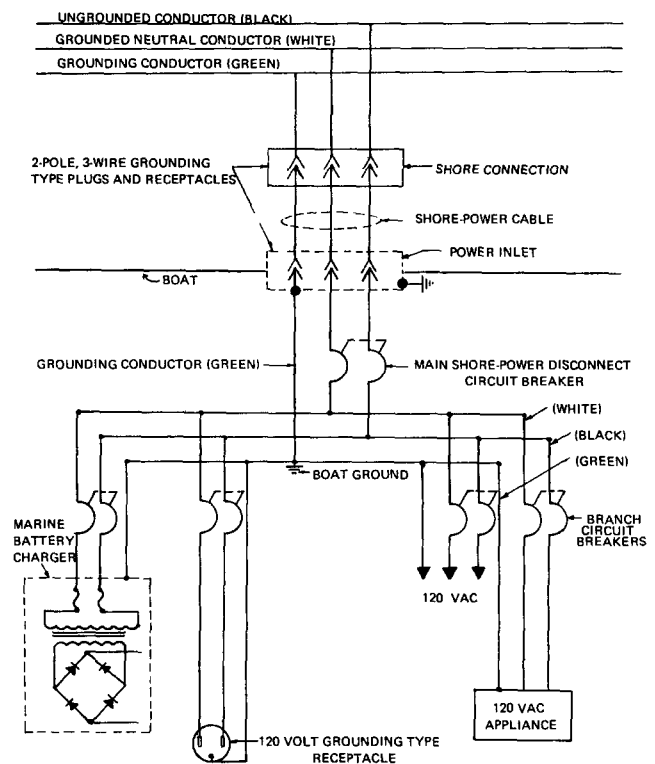 UNGROUNDED CONDUCTOR (BLACK)
GROUNDED NEUTRAL CONDUCTOR (WHITE)
GROUNDING CONDUCTOR (GREEN)
2-POLE, 3-WIRE GROUNDING
TYPE PLUGS AND RECEPTACLES
SHORE CONNECTION
SHORE-POWER CABLE
POWER INLET
BOAT
GROUNDING CONDUCTOR (GREEN)
MAIN SHORE-POWER DISCONNECT
CIRCUIT BREAKER
(WHITE)
(BLACK)
(GREEN)
BOAT GROUND
MARINE
BATTERY
CHARGER
BRANCH
CIRCUIT
BREAKERS
120 VAC
120 VAC
APPLIANCE
120 VOLT GROUNDING TYPE
RECEPTACLE